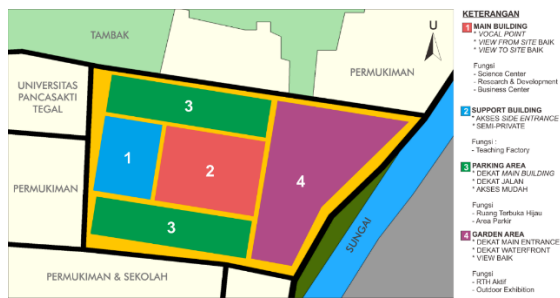 TAMBAK
UNIVERSITAS
PANCASAKTI
TEGAL
PERMUKIMAN
U
PERMUKIMAN
3
1
2
4
3
SUNGAI
PERMUKIMAN & SEKOLAH
KETERANGAN
1 MAIN BUILDING
* VOCAL POINT
* VIEW FROM SITE BAIK
* VIEW TO SITE BAIK
Fungsi
- Science Center
- Research & Development
- Business Center
2 SUPPORT BUILDING
* AKSES SIDE ENTRANCE
* SEMI-PRIVATE
Fungsi :
- Teaching Factory
3 PARKING AREA
* DEKAT MAIN BUILDING
* DEKAT JALAN
* AKSES MUDAH
Fungsi
- Ruang Terbuka Hijau
- Area Parkir
4 GARDEN AREA
* DEKAT MAIN ENTRANCE
* DEKAT WATERFRONT
* VIEW BAIK
Fungsi
- RTH Aktif
- Outdoor Exhibition